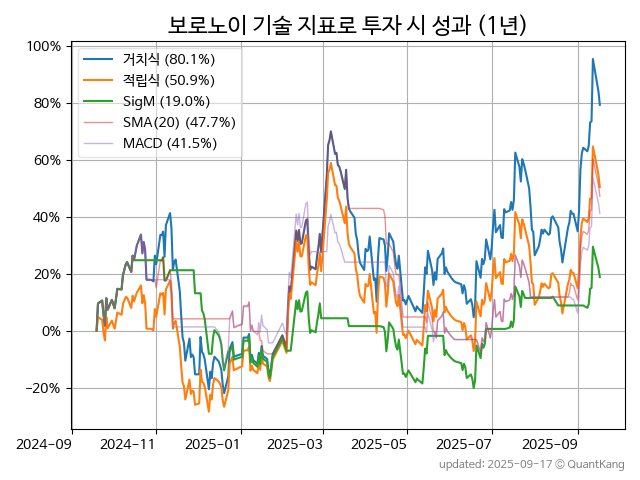 보로노이 기술 지표로 투자 시 성과 (1년)
100%
80%
60%
40%
20%
0%
−20%
거치식 (80.1%)
적립식 (50.9%)
SigM (19.0%)
SMA(20) (47.7%)
MACD (41.5%)
2024-09
2024-11
2025-01
2025-03
2025-05
2025-07
2025-09
updated: 2025-09-17 © QuantKang